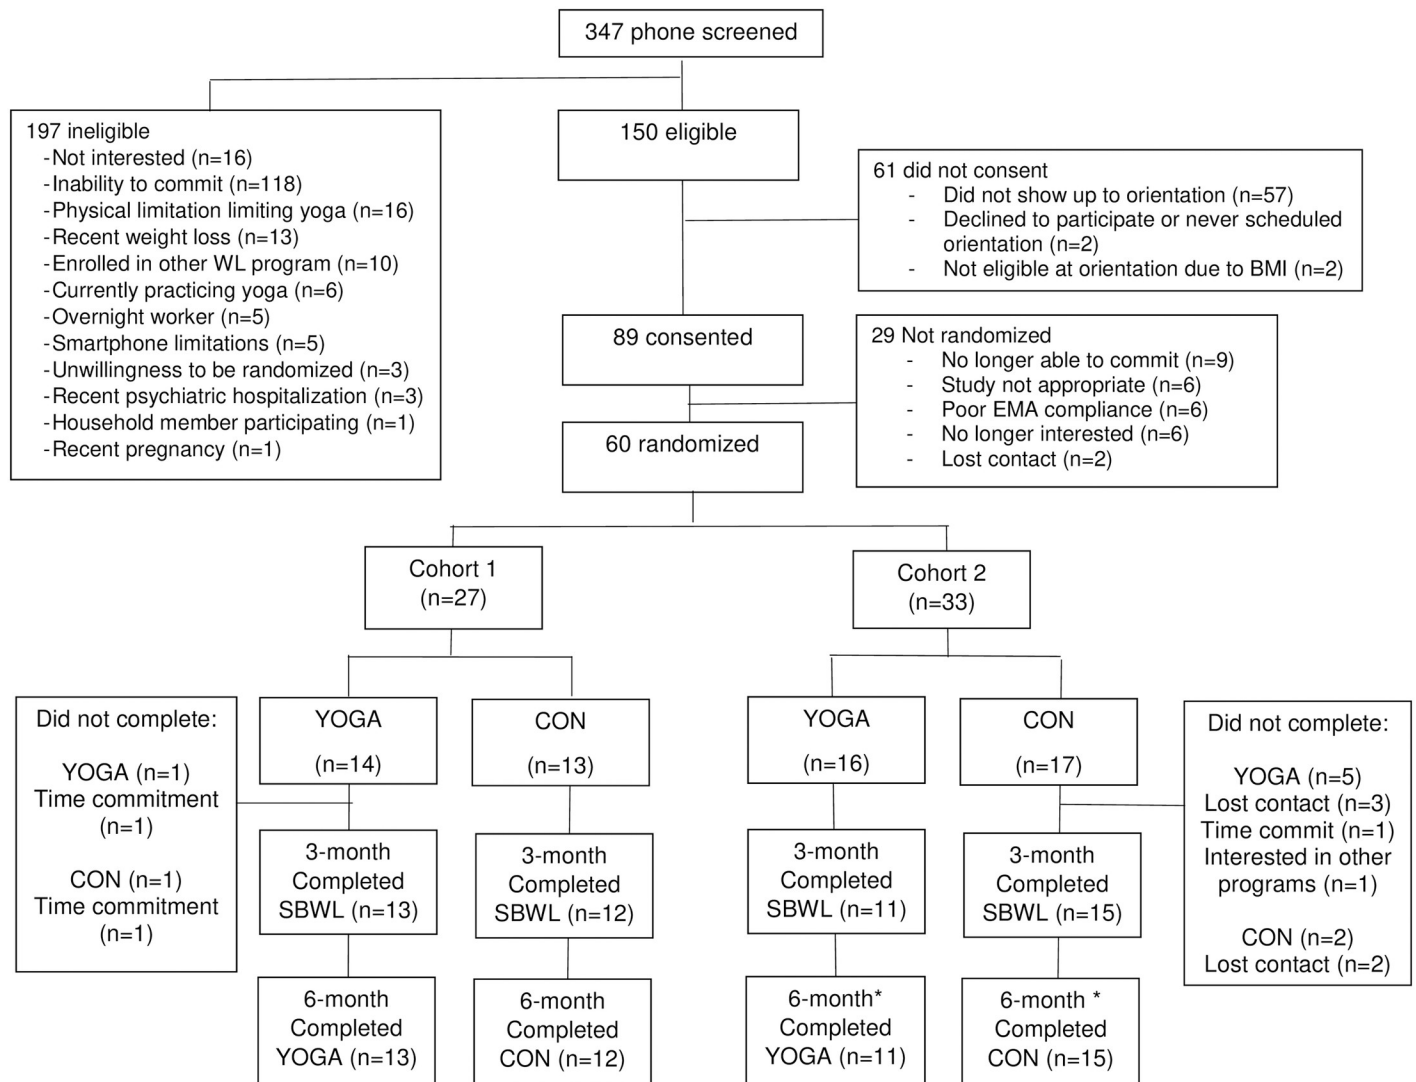 347 phone screened
197 ineligible
-Not interested (n=16)
-Inability to commit (n=118)
-Physical limitation limiting yoga (n=16)
-Recent weight loss (n=13)
-Enrolled in other WL program (n=10)
-Currently practicing yoga (n=6)
-Overnight worker (n=5)
-Smartphone limitations (n=5)
-Unwillingness to be randomized (n=3)
-Recent psychiatric hospitalization (n=3)
-Household member participating (n=1)
-Recent pregnancy (n=1)
150 eligible
61 did not consent
- Did not show up to orientation (n=57)
- Declined to participate or never scheduled
orientation (n=2)
- Not eligible at orientation due to BMI (n=2)
89 consented
29 Not randomized
- No longer able to commit (n=9)
- Study not appropriate (n=6)
- Poor EMA compliance (n=6)
- No longer interested (n=6)
- Lost contact (n=2)
60 randomized
Cohort 1
(n=27)
Cohort 2
(n=33)
Did not complete:
YOGA (n=1)
Time commitment
(n=1)
CON (n=1)
Time commitment
(n=1)
YOGA
(n=14)
CON
(n=13)
YOGA
(n=16)
CON
(n=17)
Did not complete:
YOGA (n=5)
Lost contact (n=3)
Time commit (n=1)
Interested in other
programs (n=1)
CON (n=2)
Lost contact (n=2)
3-month
Completed
SBWL (n=13)
3-month
Completed
SBWL (n=12)
3-month
Completed
SBWL (n=11)
3-month
Completed
SBWL (n=15)
6-month
Completed
YOGA (n=13)
6-month
Completed
CON (n=12)
6-month*
Completed
YOGA (n=11)
6-month *
Completed
CON (n=15)